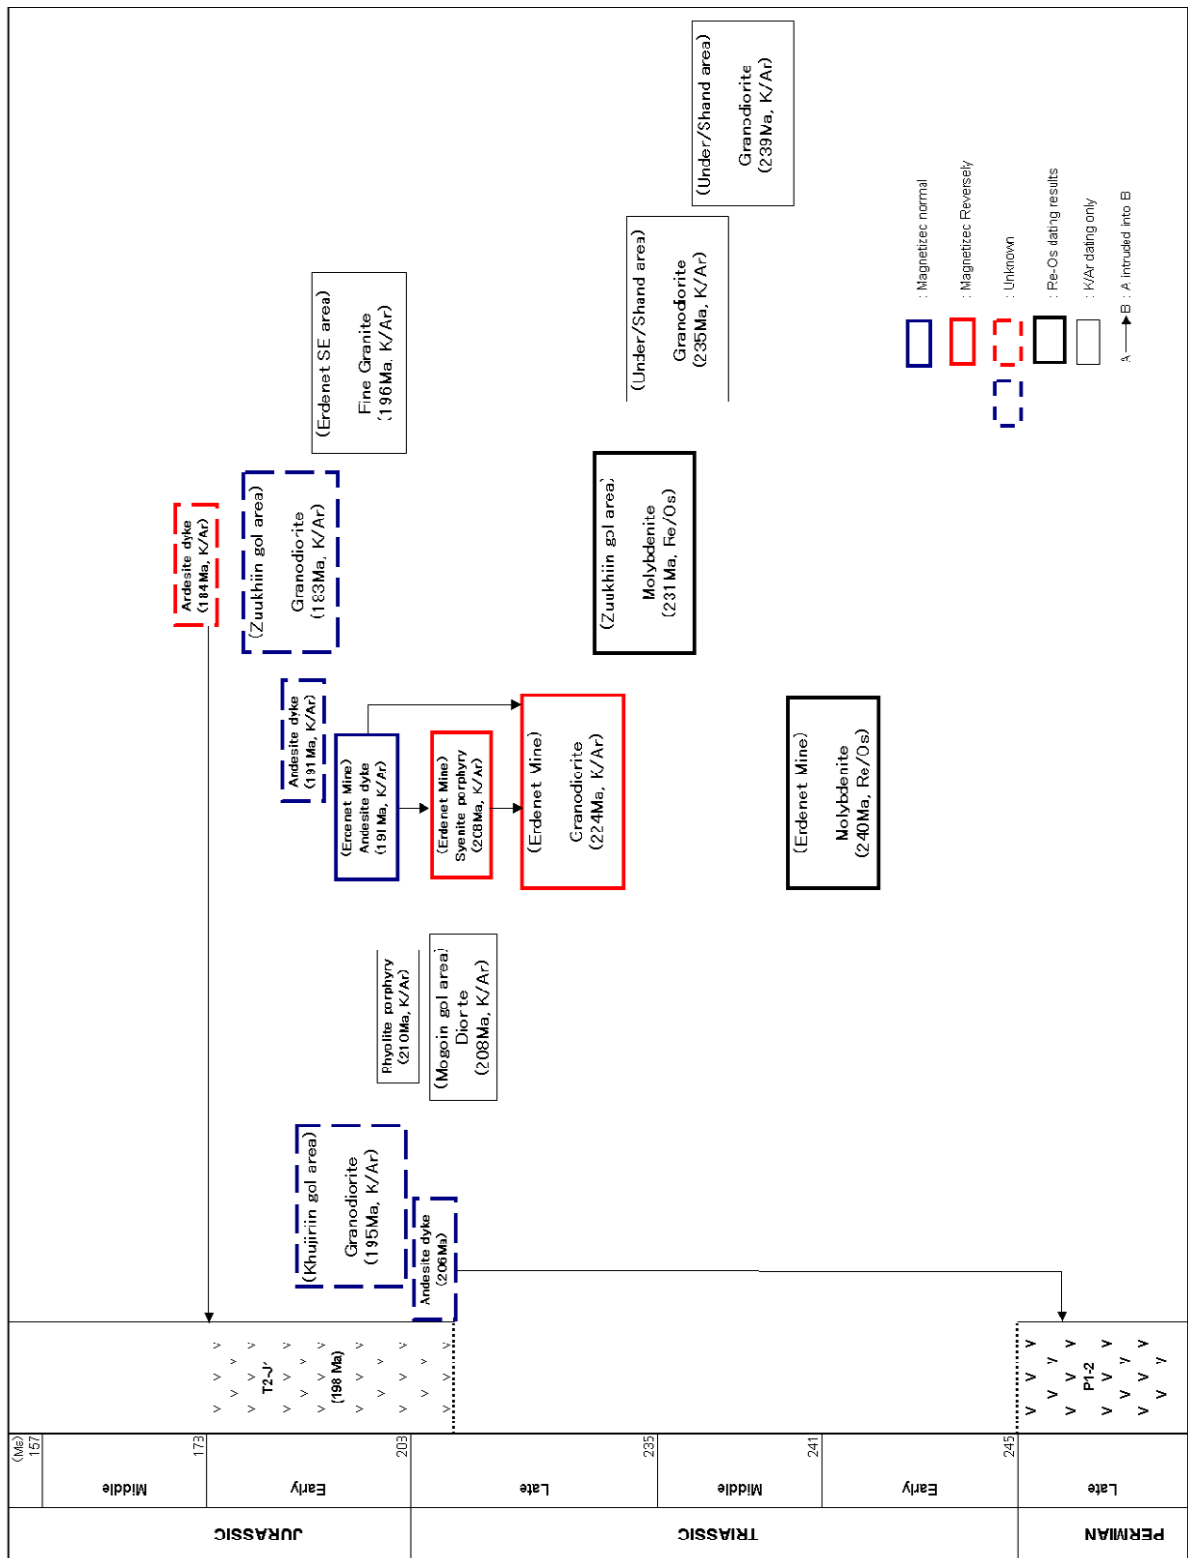 (Ma)
157
173
203
235
241
245
Middle
Early
Late
Middle
Early
Late
JURASSIC
TRIASSIC
PERMIAN
T2-J'
(198 Ma)
P1-2
Ardesite dyke
(184Ma, K/Ar)
(Khujiriin gol area)
Granodiorite
(195Ma, K/Ar)
Andesite dyke
(206Ma)
Rhyolite porphyry
(210Ma, K/Ar)
(Mogoin gol area)
Diorte
(208Ma, K/Ar)
Andesite dyke
(191Ma, K/Ar)
(Ercenet Mine)
Andesite dyke
(191Ma, K/Ar)
(Erdenet Mine)
Syenite porphyry
(208Ma, K/Ar)
(Erdenet Mine)
Granodiorite
(224Ma, K/Ar)
(Erdenet Mine)
Molybdenite
(240Ma, Re/Os)
(Zuukhiin gol area)
Granodiorite
(183Ma, K/Ar)
(Zuukhiin gol area)
Molybdenite
(231Ma, Re/Os)
(Erdenet SE area)
Fine Granite
(196Ma, K/Ar)
(Under/Shand area)
Granodiorite
(235Ma, K/Ar)
(Under/Shand area)
Granodiorite
(239Ma, K/Ar)
: Magnetizec normal
: Magnetizec Reversely
: Unknown
: Re-Os dating results
: K/Ar dating only
A → B : A intruded into B